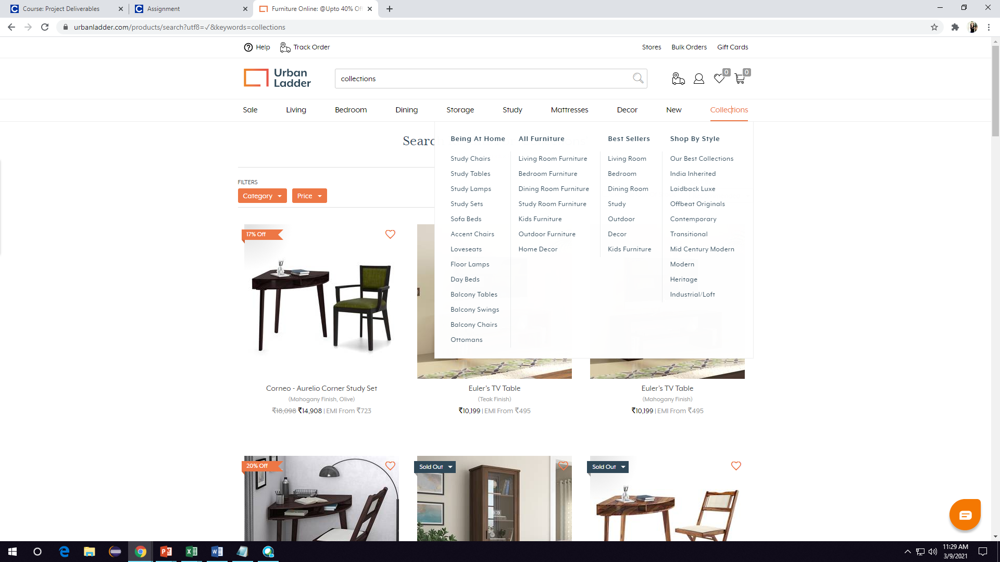 Course: Project Deliverables
Assignment
Furniture Online: @Upto 40% Of
urbanladder.com/products/search?utf8=✓&keywords=collections
Help
Track Order
Stores
Bulk Orders
Gift Cards
Urban
Ladder
collections
0
0
Sale
Living
Bedroom
Dining
Storage
Study
Mattresses
Decor
New
Collections
Searc
Being At Home
Study Chairs
Study Tables
Study Lamps
Study Sets
Sofa Beds
Accent Chairs
Loveseats
Floor Lamps
Day Beds
Balcony Tables
Balcony Swings
Balcony Chairs
Ottomans
All Furniture
Living Room Furniture
Bedroom Furniture
Dining Room Furniture
Study Room Furniture
Kids Furniture
Outdoor Furniture
Home Decor
Best Sellers
Living Room
Bedroom
Dining Room
Study
Outdoor
Decor
Kids Furniture
Shop By Style
Our Best Collections
India Inherited
Laidback Luxe
Offbeat Originals
Contemporary
Transitional
Mid Century Modern
Modern
Heritage
Industrial/Loft
FILTERS
Category
Price
17% Off
Corneo - Aurelio Corner Study Set
(Mahogany Finish, Olive)
₹18,098 ₹14,908 | EMI From ₹723
Euler's TV Table
(Teak Finish)
₹10,199 | EMI From ₹495
Euler's TV Table
(Mahogany Finish)
₹10,199 | EMI From ₹495
20% Off
Sold Out
Sold Out
11:29 AM
3/9/2021